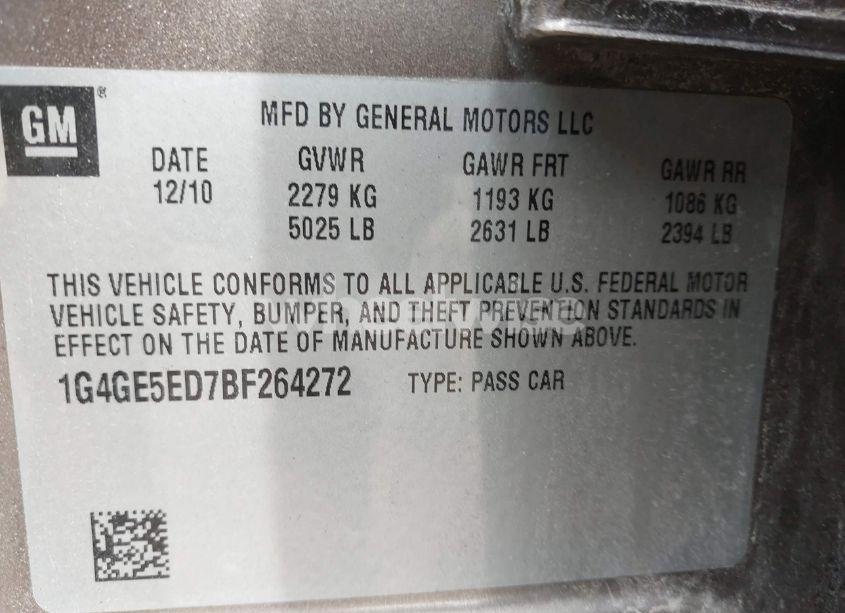 GM ®
MFD BY GENERAL MOTORS LLC
DATE GVWR GAWR FRT GAWR RR
12/10 2279 KG 1193 KG 1086 KG
5025 LB 2631 LB 2394 LB
THIS VEHICLE CONFORMS TO ALL APPLICABLE U.S. FEDERAL MOTOR
VEHICLE SAFETY, BUMPER, AND THEFT PREVENTION STANDARDS IN
EFFECT ON THE DATE OF MANUFACTURE SHOWN ABOVE.
1G4GE5ED7BF264272 TYPE: PASS CAR